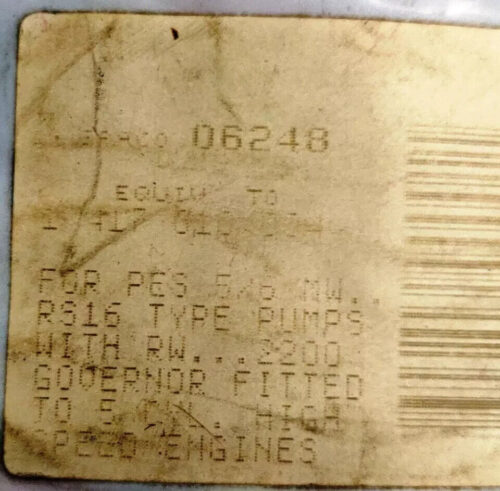 06248
EQUIV TO
FOR PES 5/6 MW..
RS16 TYPE PUMPS
WITH RW...2200
GOVERNOR FITTED
TO 5 CYL. HIGH
SPEED ENGINES